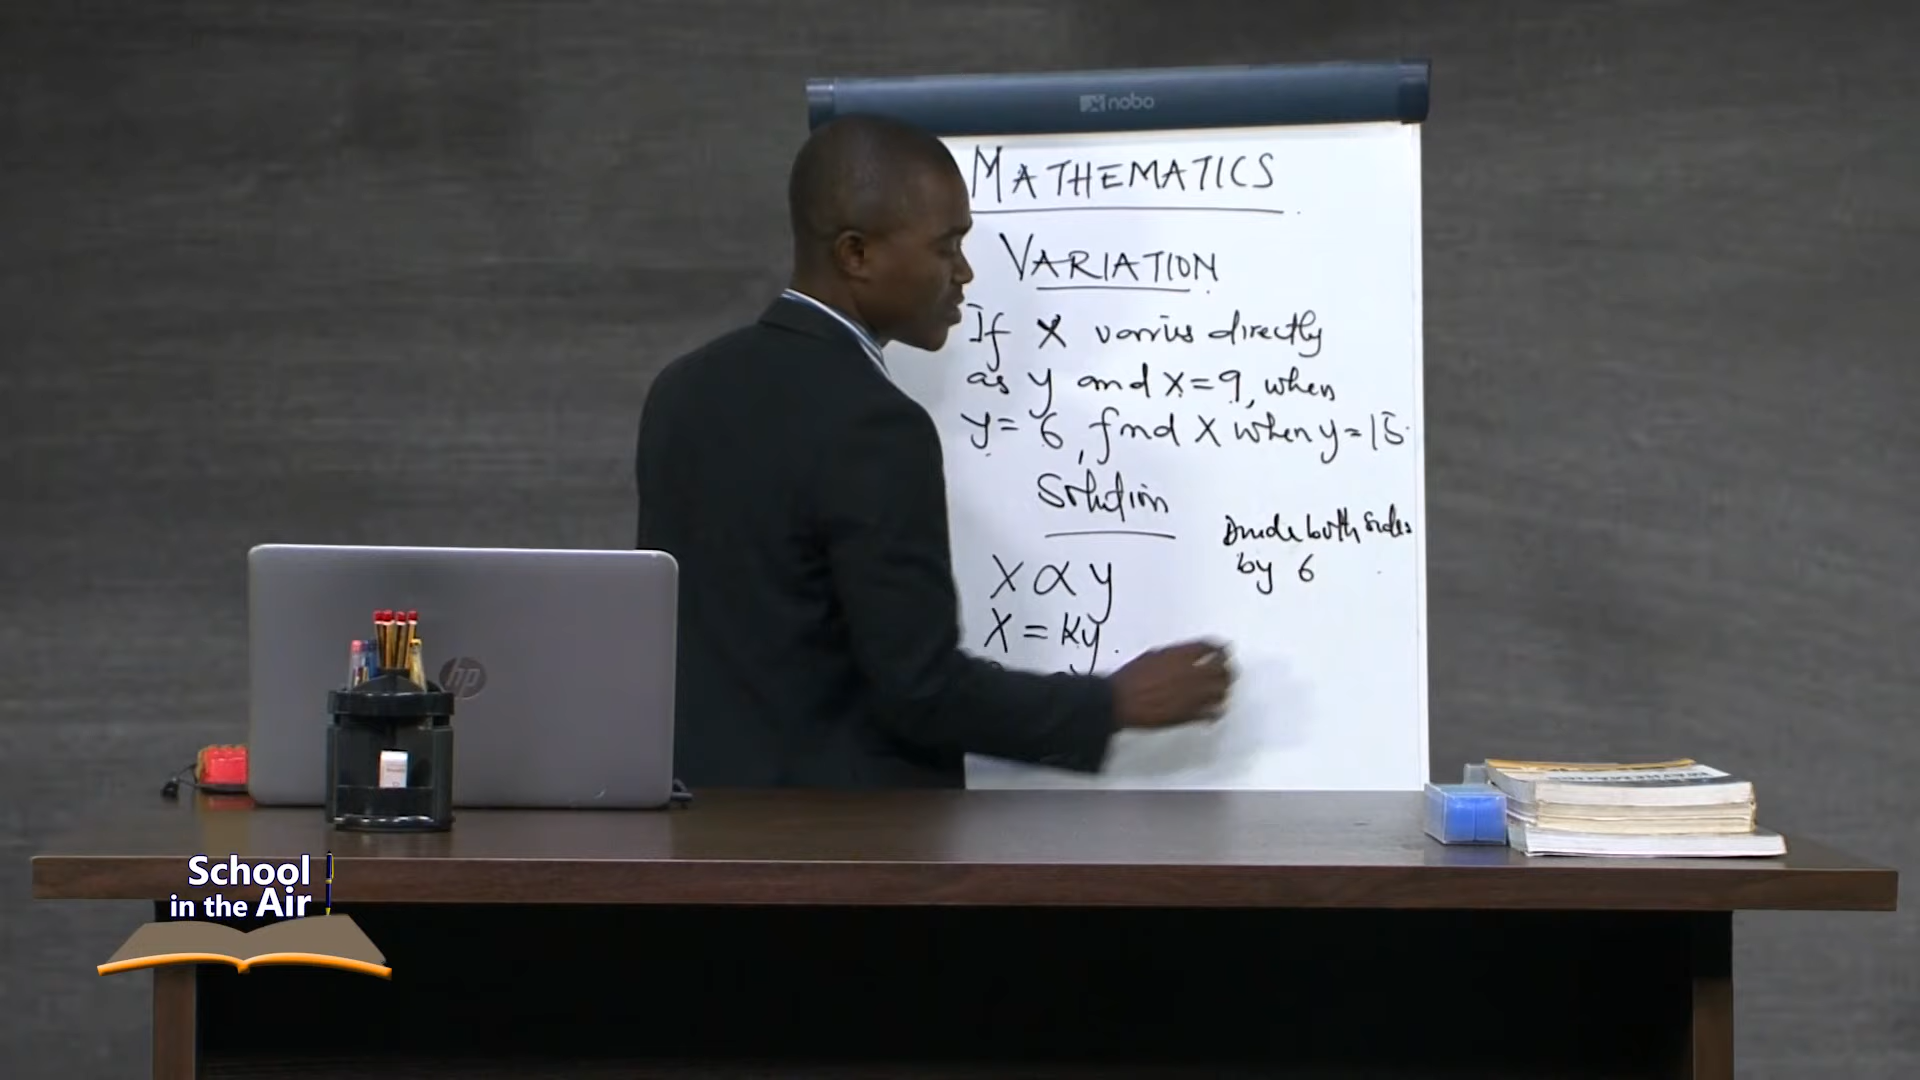 nobo
MATHEMATICS
VARIATION
If X varies directly
as y and X=9, when
y=6, find X when y=15.
Solution
Divide both sides
by 6
X α y
X = Ky.
hp
School
in the Air